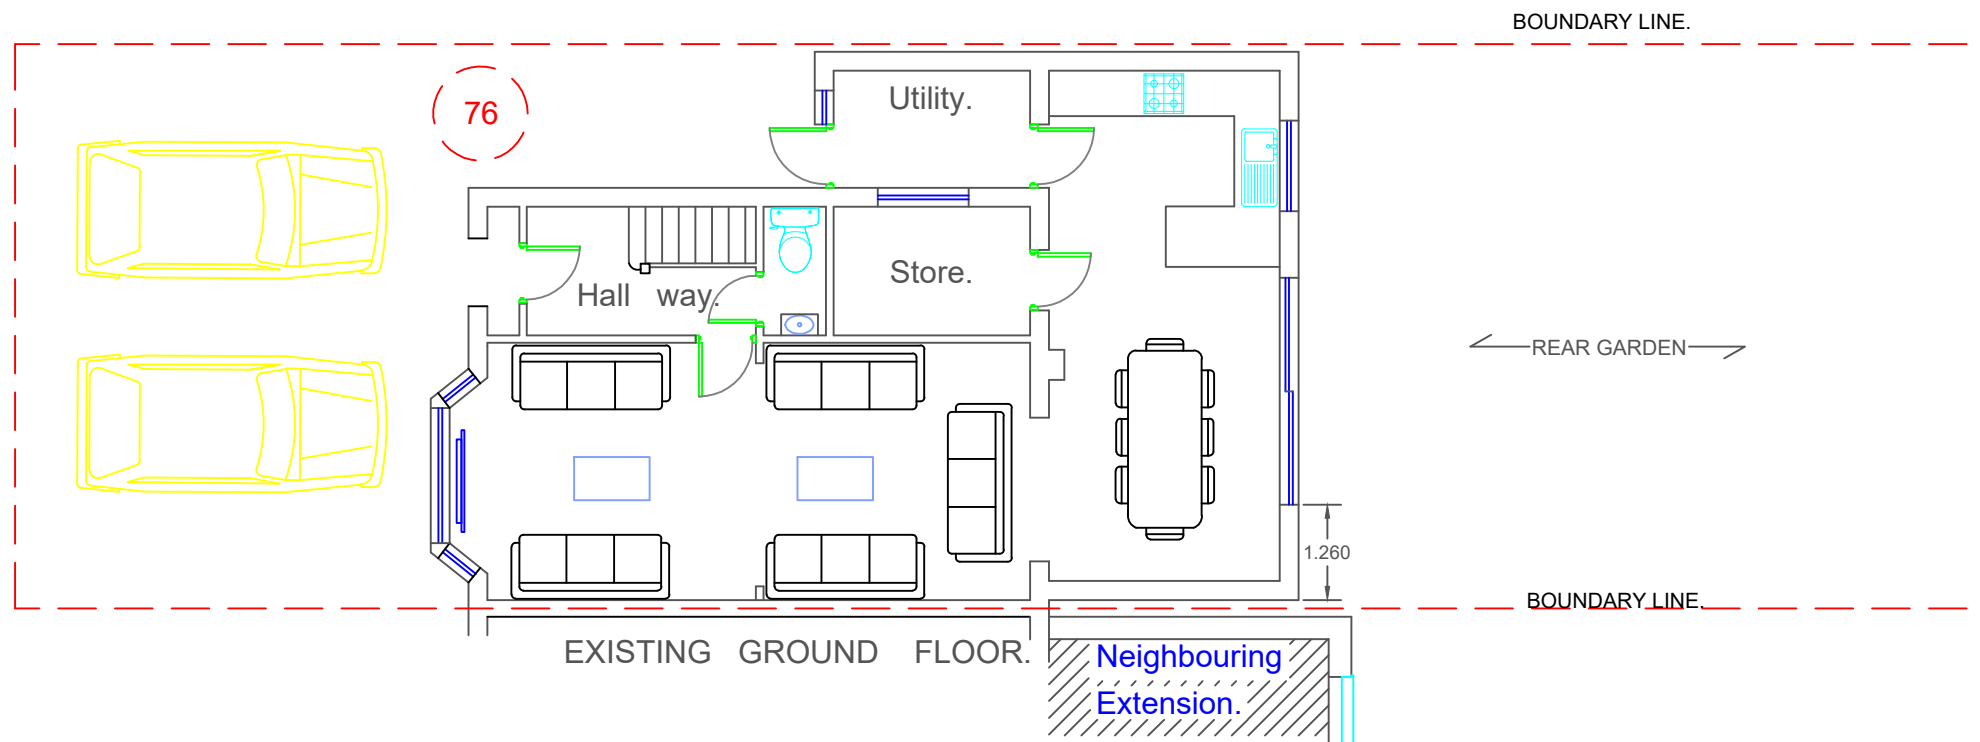 BOUNDARY LINE.
76
Utility.
Store.
Hall way.
REAR GARDEN
1.260
BOUNDARY LINE.
EXISTING GROUND FLOOR.
Neighbouring
Extension.